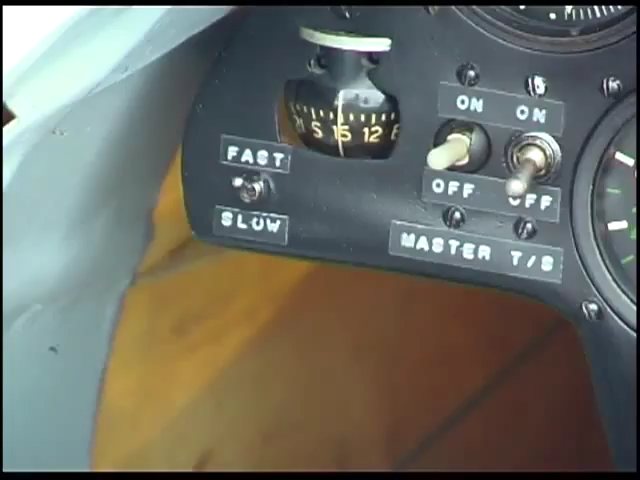 S 15 12 E
ON ON
FAST
OFF OFF
SLOW
MASTER T/S